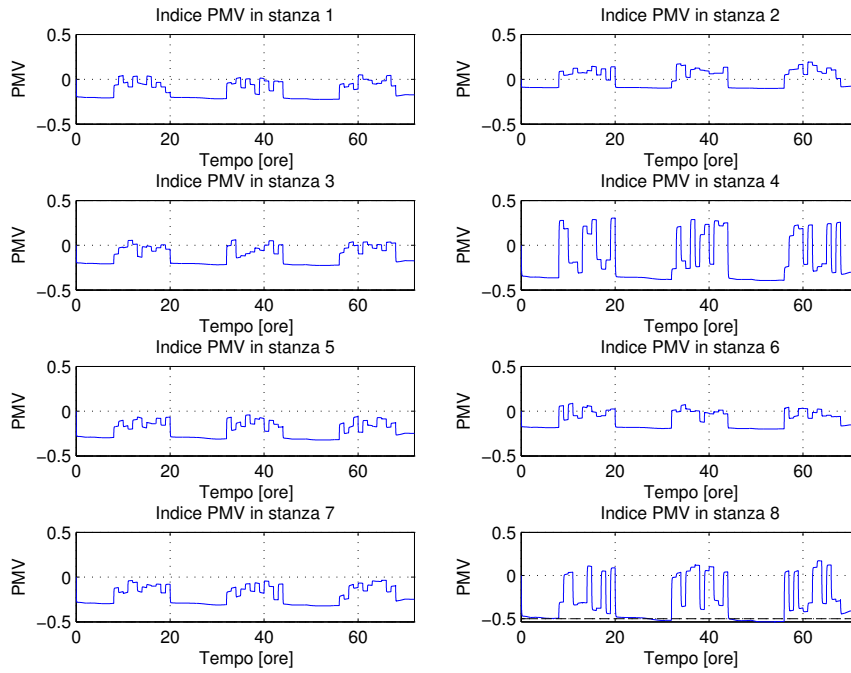 Indice PMV in stanza 1
PMV
0.5
0
−0.5
0
20
40
60
Tempo [ore]
Indice PMV in stanza 2
PMV
0.5
0
−0.5
0
20
40
60
Tempo [ore]
Indice PMV in stanza 3
PMV
0.5
0
−0.5
0
20
40
60
Tempo [ore]
Indice PMV in stanza 4
PMV
0.5
0
−0.5
0
20
40
60
Tempo [ore]
Indice PMV in stanza 5
PMV
0.5
0
−0.5
0
20
40
60
Tempo [ore]
Indice PMV in stanza 6
PMV
0.5
0
−0.5
0
20
40
60
Tempo [ore]
Indice PMV in stanza 7
PMV
0.5
0
−0.5
0
20
40
60
Tempo [ore]
Indice PMV in stanza 8
PMV
0.5
0
−0.5
0
20
40
60
Tempo [ore]